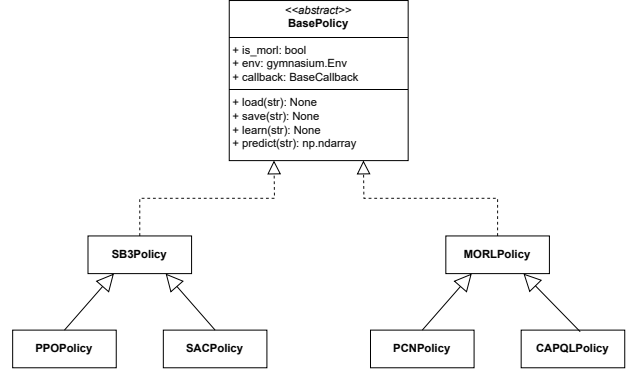 <<abstract>>
BasePolicy
+ is_morl: bool
+ env: gymnasium.Env
+ callback: BaseCallback
+ load(str): None
+ save(str): None
+ learn(str): None
+ predict(str): np.ndarray
SB3Policy
MORLPolicy
PPOPolicy
SACPolicy
PCNPolicy
CAPQLPolicy